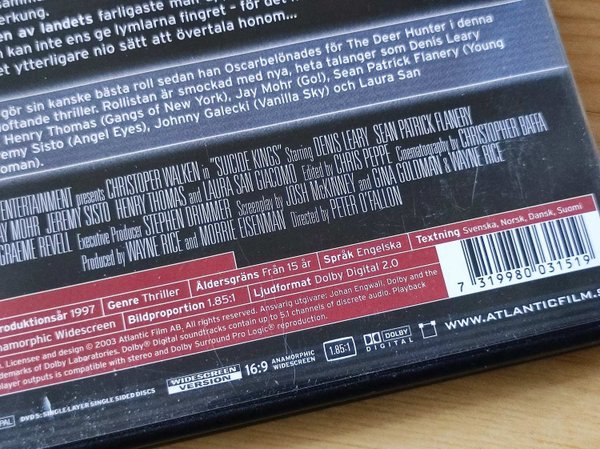 en av landets farligaste män ey
kan inte ens ge lymlarna fingret - för de
et ytterligare nio sätt att övertala honom...
gör sin kanske bästa roll sedan han Oscarbelönades för The Deer Hunter i denna
oftande thriller. Rollistan är smockad med nya, heta talanger som Denis Leary
Henry Thomas (Gangs of New York), Jay Mohr (Go!), Sean Patrick Flanery (Young
remy Sisto (Angel Eyes), Johnny Galecki (Vanilla Sky) och Laura San
oman).
ENTERTAINMENT presents CHRISTOPER WALKEN in "SUICIDE KINGS" Starring DENIS LEARY SEAN PATRICK FLANERY
Y MOHR JEREMY SISTO HENRY THOMAS and LAURA SAN GIACOMO Edited by CHRIS PEPPE Cinematography by CHRISTOPHER BAFFA
GRAEME REVELL Executive Producer STEPHEN DRIMMER Screenplay by JOSH McKINNEY and GINA GOLDMAN & WAYNE RICE
Produced by WAYNE RICE and MORRIE EISENMAN Directed by PETER O'FALLON
oduktionsår 1997 Genre Thriller Åldersgräns Från 15 år Språk Engelska Textning Svenska, Norsk, Dansk, Suomi
namorphic Widescreen Bildproportion 1.85:1 Ljudformat Dolby Digital 2.0
7 319980 031519
. Licensee and design © 2003 Atlantic Film AB. All rights reserved. Ansvarig utgivare: Johan Engwall. Dolby and the
demarks of Dolby Laboratories. Dolby® Digital soundtracks contain up to 5.1 channels of discrete audio. Playback
layer outputs is compatible with stereo and Dolby Surround Pro Logic® reproduction.
WIDESCREEN VERSION 16:9 ANAMORPHIC WIDESCREEN 1.85:1 DOLBY DIGITAL WWW.ATLANTICFILM.S
PAL DVD 5: SINGLE LAYER SINGLE SIDED DISCS